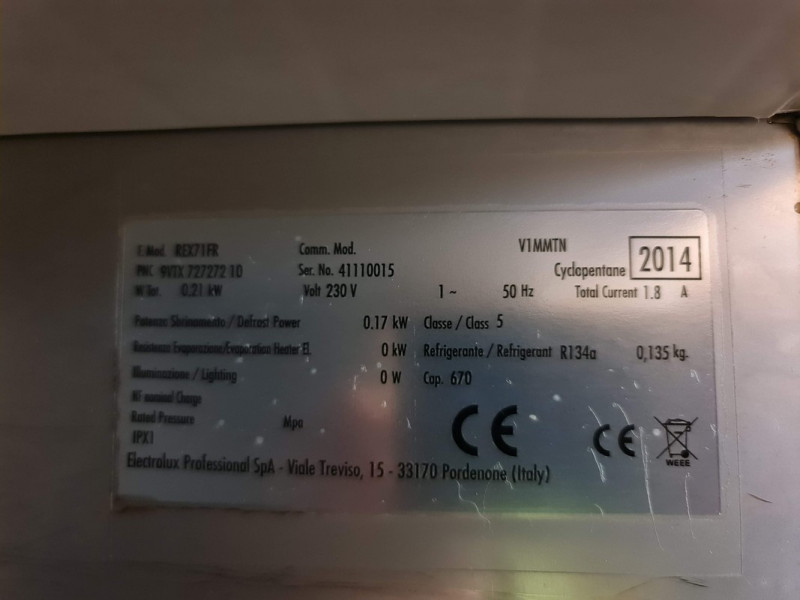 F.Mod. REX71FR Comm. Mod. V1MMTN
PNC 9VTX 727272 10 Ser. No. 41110015 Cyclopentane 2014
W.Tot. 0.21 kW Volt 230 V 1 ~ 50 Hz Total Current 1.8 A
Potenza Sbrinamento / Defrost Power 0.17 kW Classe / Class 5
Resistenza Evaporazione/Evaporation Heater El. 0 kW Refrigerante / Refrigerant R134a 0,135 kg.
Illuminazione / Lighting 0 W Cap. 670
N1 nominal Charge
Rated Pressure Mpa
IPX1
CE CE WEEE
Electrolux Professional SpA - Viale Treviso, 15 - 33170 Pordenone (Italy)